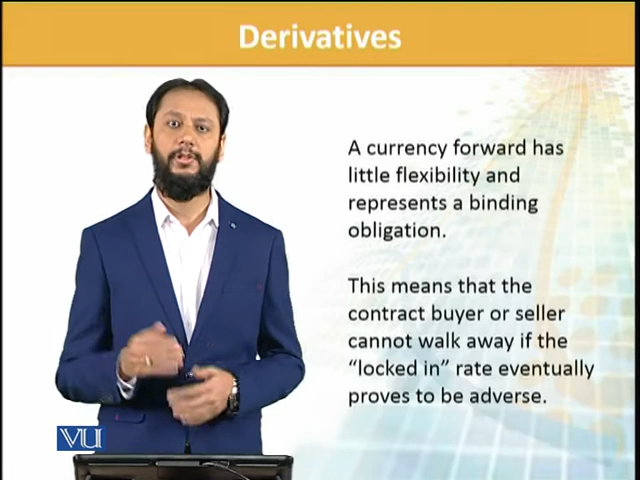 Derivatives
A currency forward has
little flexibility and
represents a binding
obligation.
This means that the
contract buyer or seller
cannot walk away if the
“locked in” rate eventually
proves to be adverse.
VU